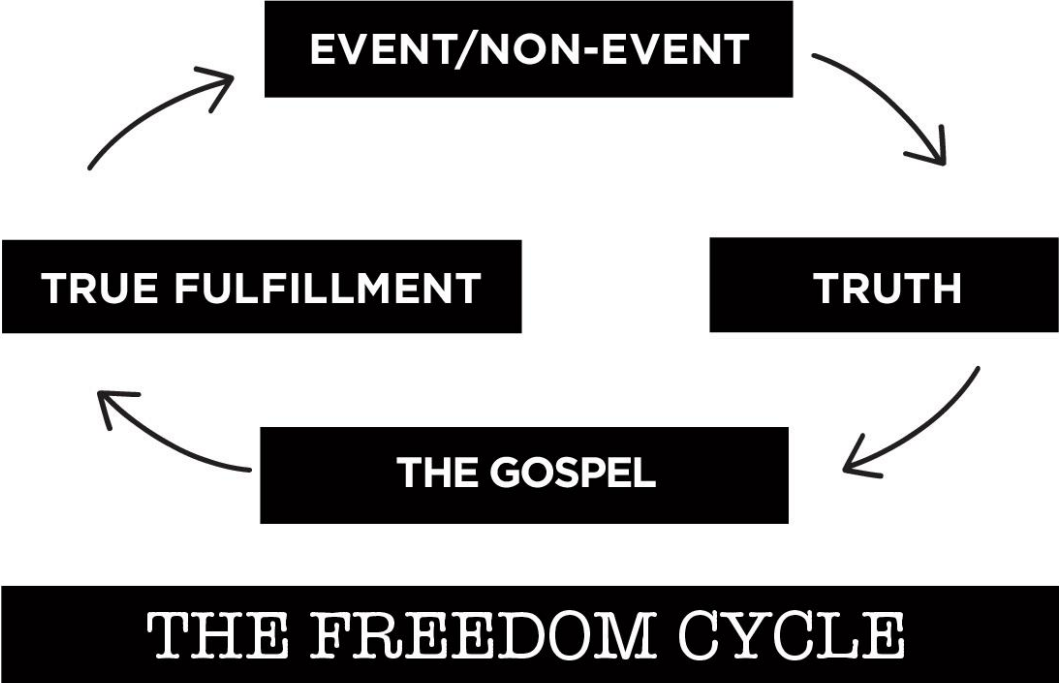 EVENT/NON-EVENT
TRUE FULFILLMENT
TRUTH
THE GOSPEL
THE FREEDOM CYCLE